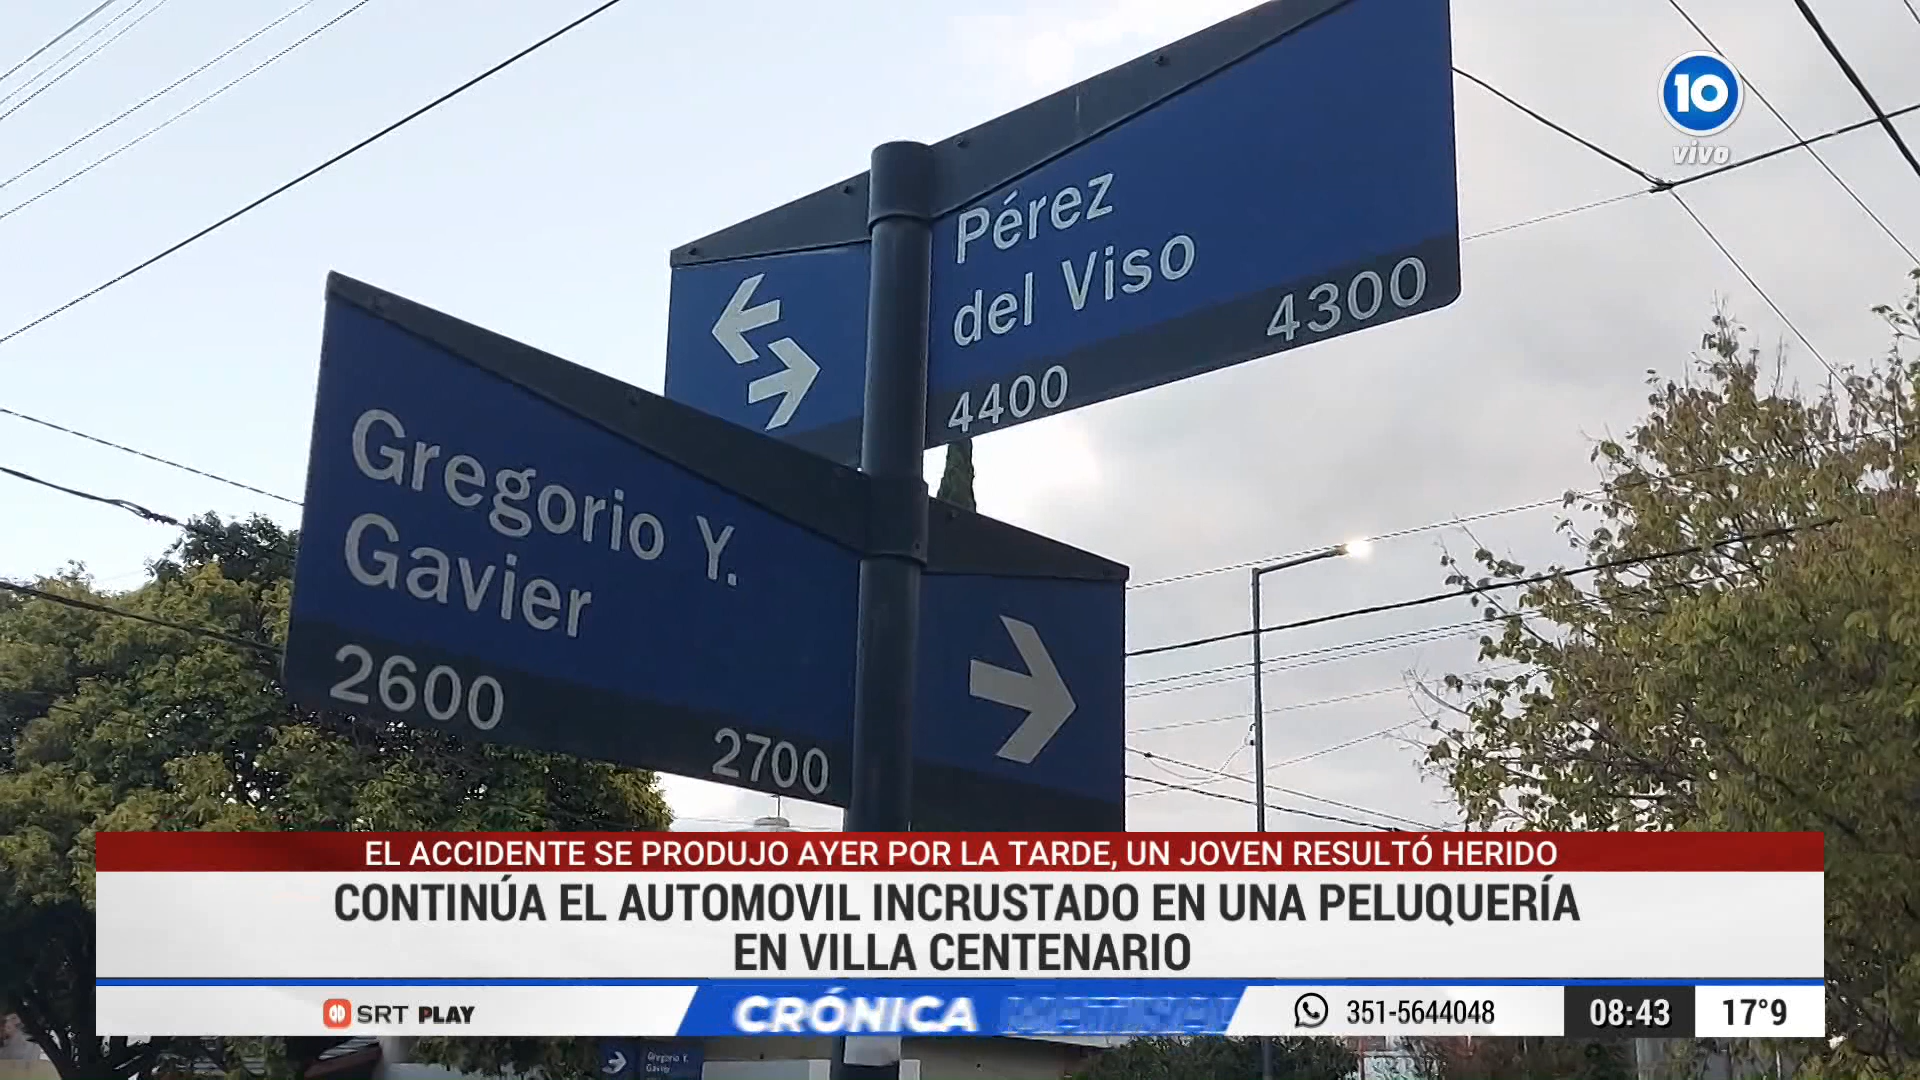 10
vivo
Pérez
del Viso
4400 4300
Gregorio Y.
Gavier
2600 2700
EL ACCIDENTE SE PRODUJO AYER POR LA TARDE, UN JOVEN RESULTÓ HERIDO
CONTINÚA EL AUTOMOVIL INCRUSTADO EN UNA PELUQUERÍA
EN VILLA CENTENARIO
SRT PLAY
CRÓNICA
351-5644048
08:43
17°9
Gregorio Y.
Gavier